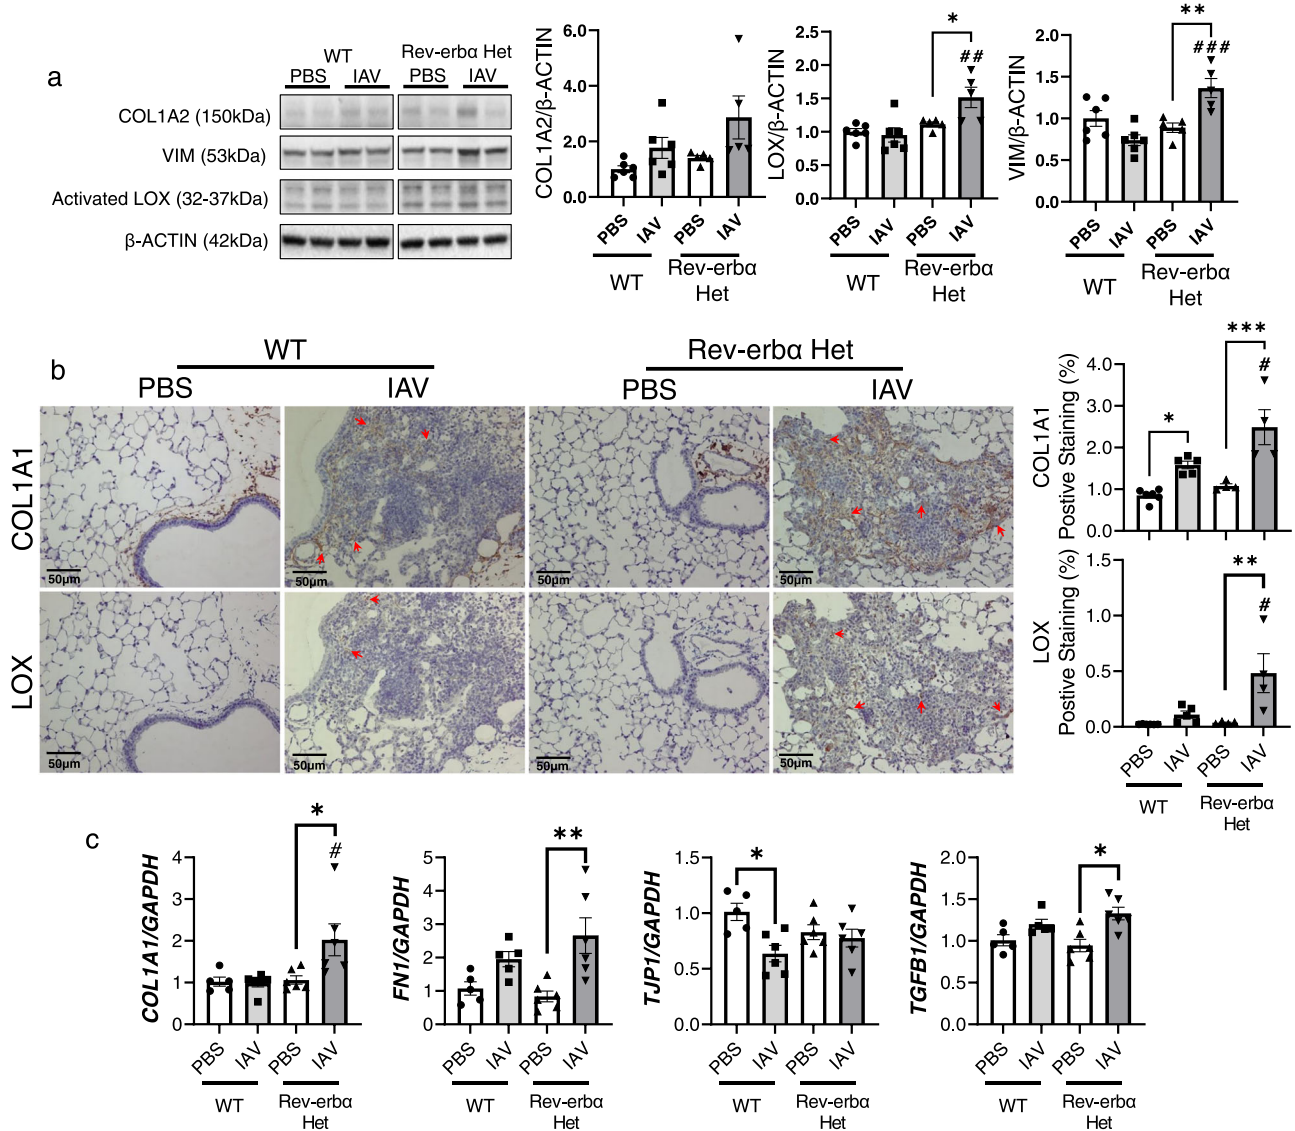 a
WT
Rev-erbα Het
PBS
IAV
PBS
IAV
COL1A2 (150kDa)
VIM (53kDa)
Activated LOX (32-37kDa)
β-ACTIN (42kDa)
COL1A2/β-ACTIN
6.0
4.0
2.0
0.0
PBS
IAV
PBS
IAV
WT
Rev-erbα
Het
LOX/β-ACTIN
2.5
2.0
1.5
1.0
0.5
0.0
*
##
PBS
IAV
PBS
IAV
WT
Rev-erbα
Het
VIM/β-ACTIN
2.0
1.5
1.0
0.5
0.0
**
###
PBS
IAV
PBS
IAV
WT
Rev-erbα
Het
b
WT
Rev-erbα Het
PBS
IAV
PBS
IAV
COL1A1
50µm
50µm
50µm
50µm
LOX
50µm
50µm
50µm
50µm
COL1A1
Postive Staining (%)
4.0
3.0
2.0
1.0
0.0
*
***
#
LOX
Postive Staining (%)
1.5
1.0
0.5
0.0
**
#
PBS
IAV
PBS
IAV
WT
Rev-erbα
Het
c
COL1A1/GAPDH
4
3
2
1
0
*
#
PBS
IAV
PBS
IAV
WT
Rev-erbα
Het
FN1/GAPDH
5
4
3
2
1
0
**
PBS
IAV
PBS
IAV
WT
Rev-erbα
Het
TJP1/GAPDH
1.5
1.0
0.5
0.0
*
PBS
IAV
PBS
IAV
WT
Rev-erbα
Het
TGFB1/GAPDH
2.0
1.5
1.0
0.5
0.0
*
PBS
IAV
PBS
IAV
WT
Rev-erbα
Het